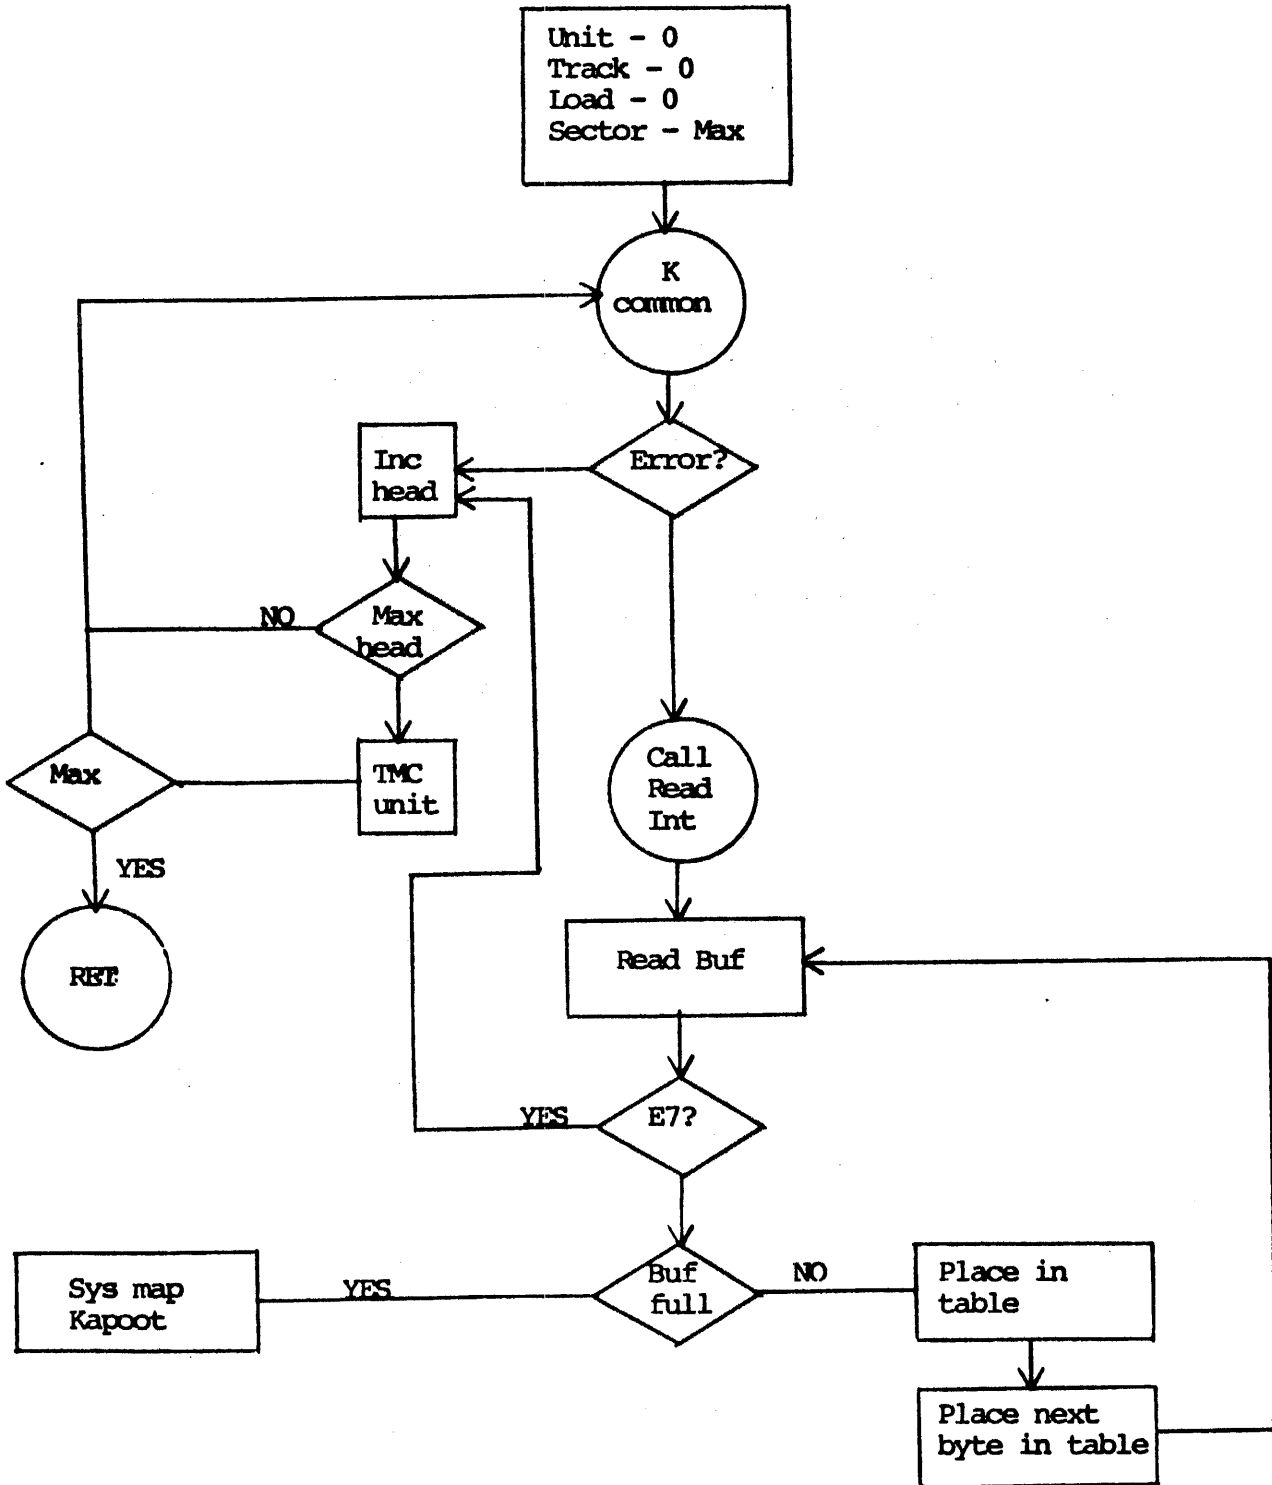 Unit - 0
Track - 0
Load - 0
Sector - Max
K
common
Error?
Inc
head
NO
Max
head
Max
TMC
unit
Call
Read
Int
YES
RET
Read Buf
YES
E7?
Sys map
Kapoot
YES
Buf
full
NO
Place in
table
Place next
byte in table